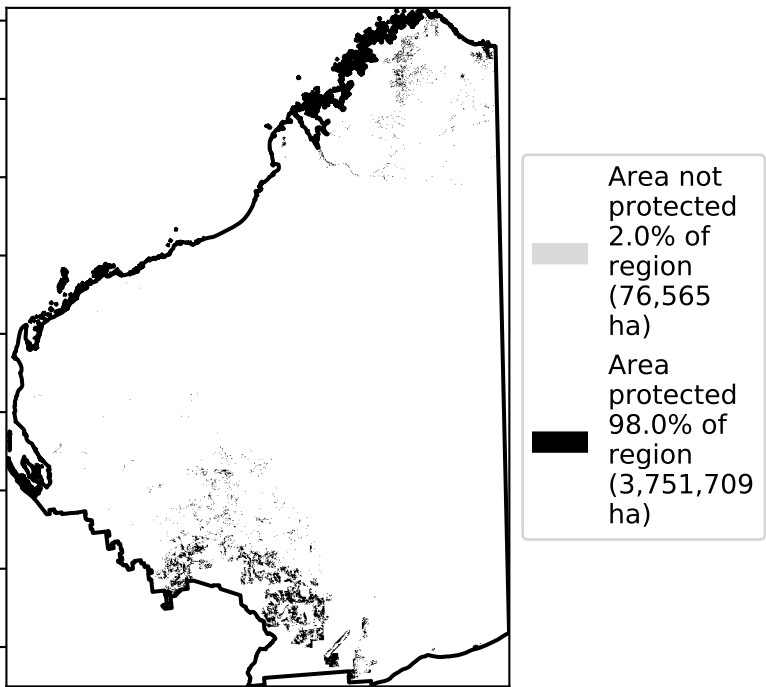 Area not
protected
2.0% of
region
(76,565
ha)
Area
protected
98.0% of
region
(3,751,709
ha)